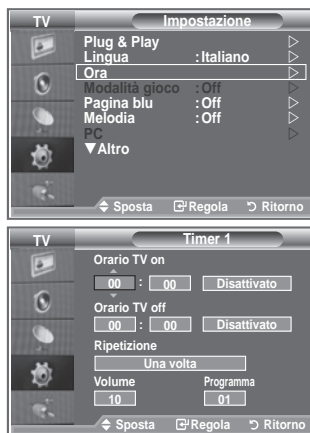 TV Impostazione
Plug & Play ▷
Lingua : Italiano ▷
Ora ▷
Modalità gioco : Off ▷
Pagina blu : Off ▷
Melodia : Off ▷
PC ▷
▼Altro
Sposta Regola Ritorno
TV Timer 1
Orario TV on
00 : 00 Disattivato
Orario TV off
00 : 00 Disattivato
Ripetizione
Una volta
Volume Programma
10 01
Sposta Regola Ritorno